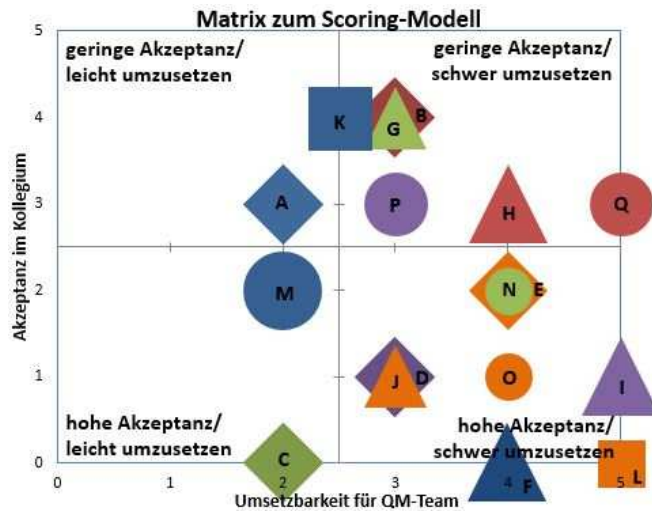 Matrix zum Scoring-Modell
5
geringe Akzeptanz/
leicht umzusetzen
geringe Akzeptanz/
schwer umzusetzen
4
K
G
B
3
A
P
H
Q
Akzeptanz im Kollegium
2
M
N
E
1
J
D
O
I
hohe Akzeptanz/
leicht umzusetzen
hohe Akzeptanz/
schwer umzusetzen
0
C
F
L
0
1
2
3
4
5
Umsetzbarkeit für QM-Team